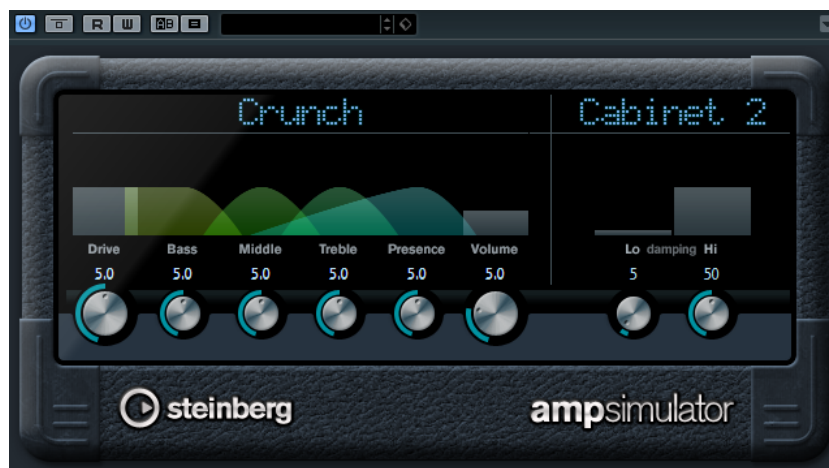 R W AB
Crunch Cabinet 2
Drive Bass Middle Treble Presence Volume Lo damping Hi
5.0 5.0 5.0 5.0 5.0 5.0 5 50
steinberg ampsimulator